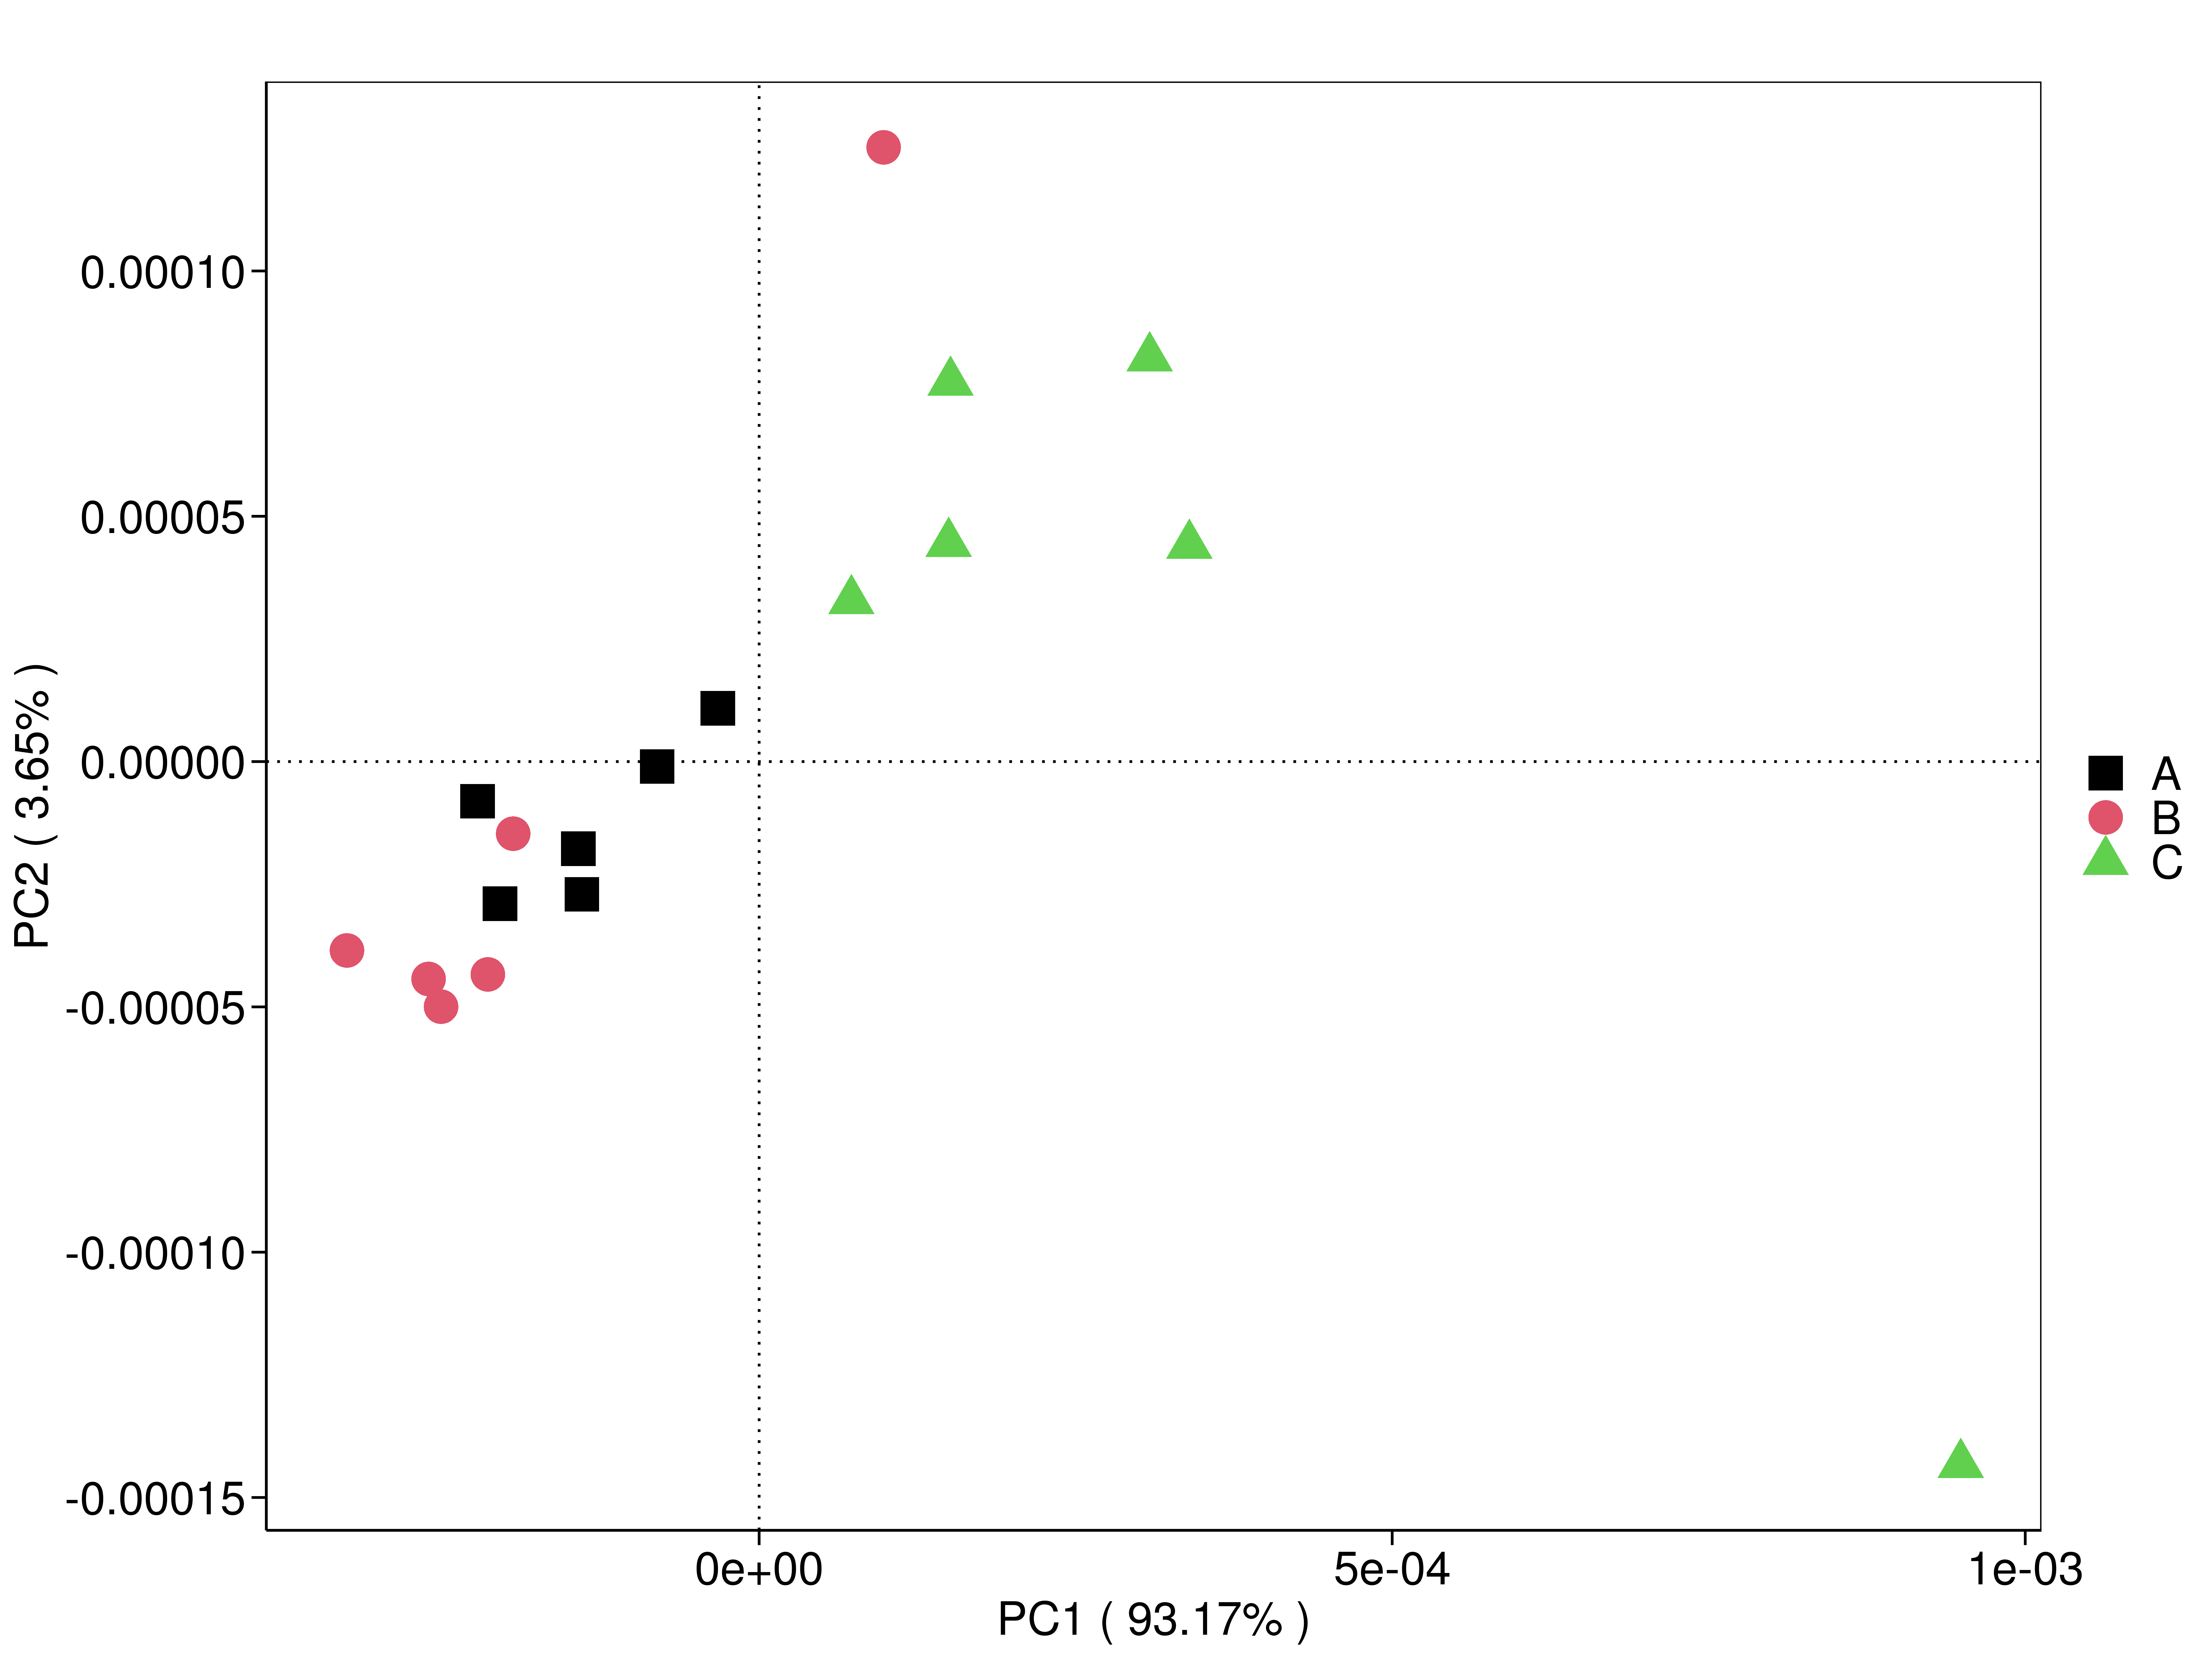 0.00010
0.00005
0.00000
-0.00005
-0.00010
-0.00015
PC2 ( 3.65% )
0e+00 5e-04 1e-03
PC1 ( 93.17% )
A
B
C